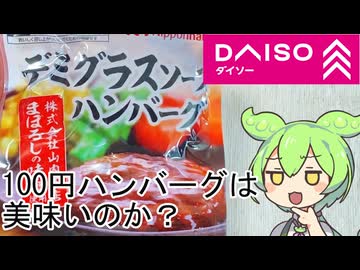 DAISO
ダイソー
nipponham
デミグラスソース
ハンバーグ
株式会社
まぼろしの味
100円ハンバーグは
美味いのか？